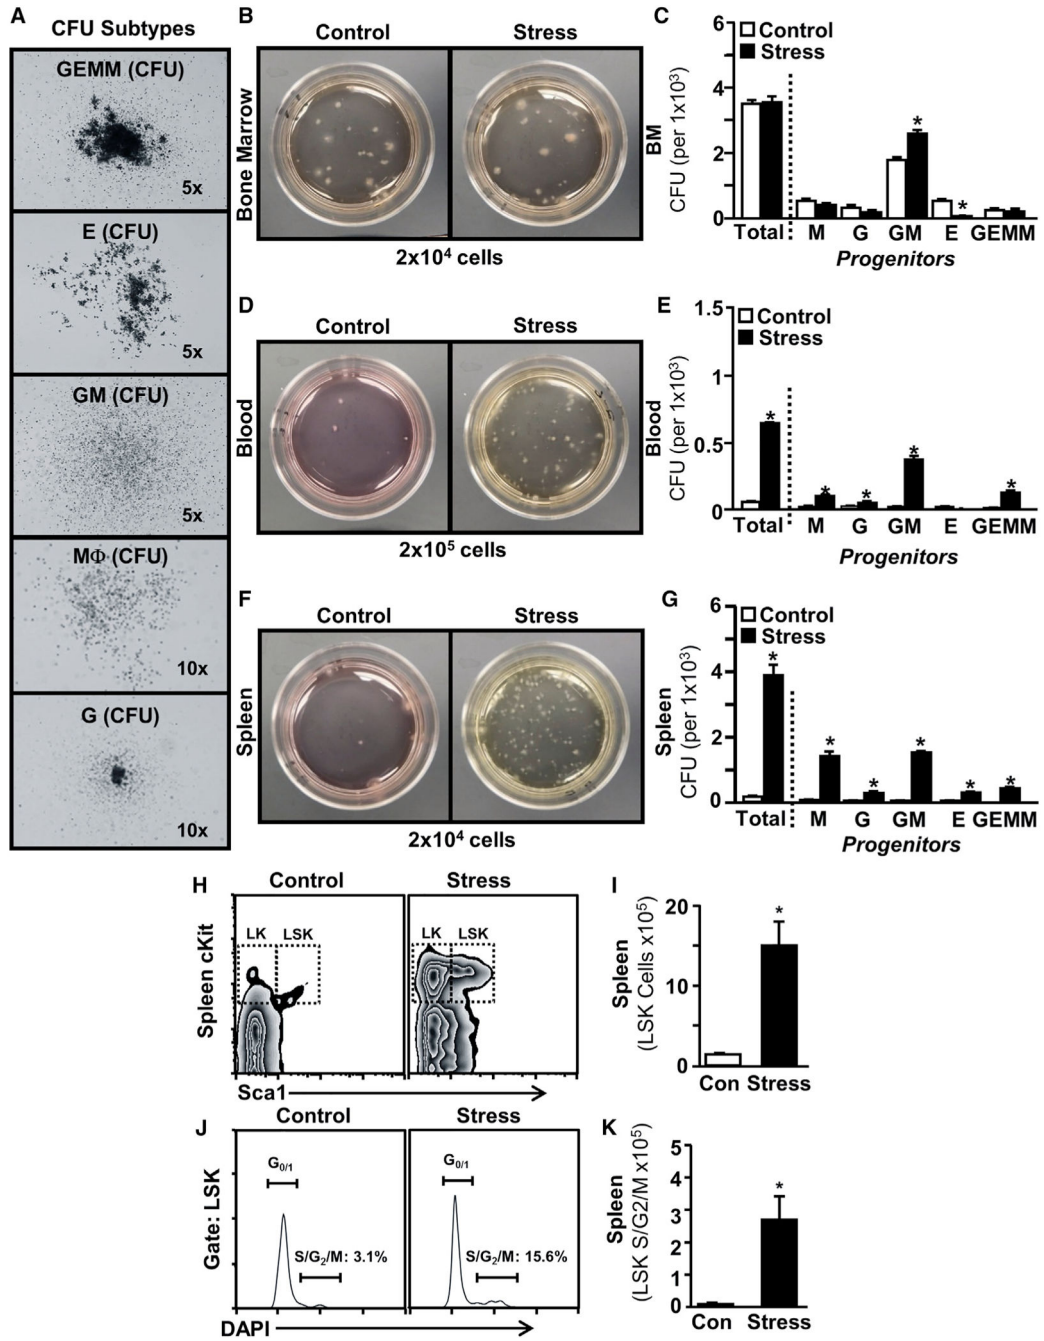 A
CFU Subtypes
GEMM (CFU)
5x
E (CFU)
5x
GM (CFU)
5x
MΦ (CFU)
10x
G (CFU)
10x
B
Control
Stress
Bone Marrow
2x10⁴ cells
C
6
4
2
0
BM
CFU (per 1x10³)
Control
Stress
*
*
Total
M
G
GM
E
GEMM
Progenitors
D
Control
Stress
Blood
2x10⁵ cells
E
1.5
1
0.5
0
Blood
CFU (per 1x10³)
Control
Stress
*
*
*
*
*
Total
M
G
GM
E
GEMM
Progenitors
F
Control
Stress
Spleen
2x10⁴ cells
G
6
4
2
0
Spleen
CFU (per 1x10³)
Control
Stress
*
*
*
*
*
*
Total
M
G
GM
E
GEMM
Progenitors
H
Control
Stress
Spleen cKit
LK
LSK
LK
LSK
Sca1
I
20
10
0
Spleen
(LSK Cells x10⁵)
*
Con
Stress
J
Control
Stress
Gate: LSK
G₀/₁
S/G₂/M: 3.1%
G₀/₁
S/G₂/M: 15.6%
DAPI
K
5
4
3
2
1
0
Spleen
(LSK S/G2/M x10⁵)
*
Con
Stress